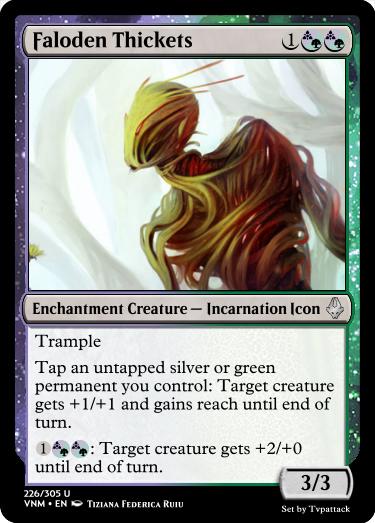 Faloden Thickets 1
Enchantment Creature — Incarnation Icon
Trample
Tap an untapped silver or green
permanent you control: Target creature
gets +1/+1 and gains reach until end of
turn.
1: Target creature gets +2/+0
until end of turn.
3/3
226/305 U
VNM • EN Tiziana Federica Ruiu
Set by Tvpattack